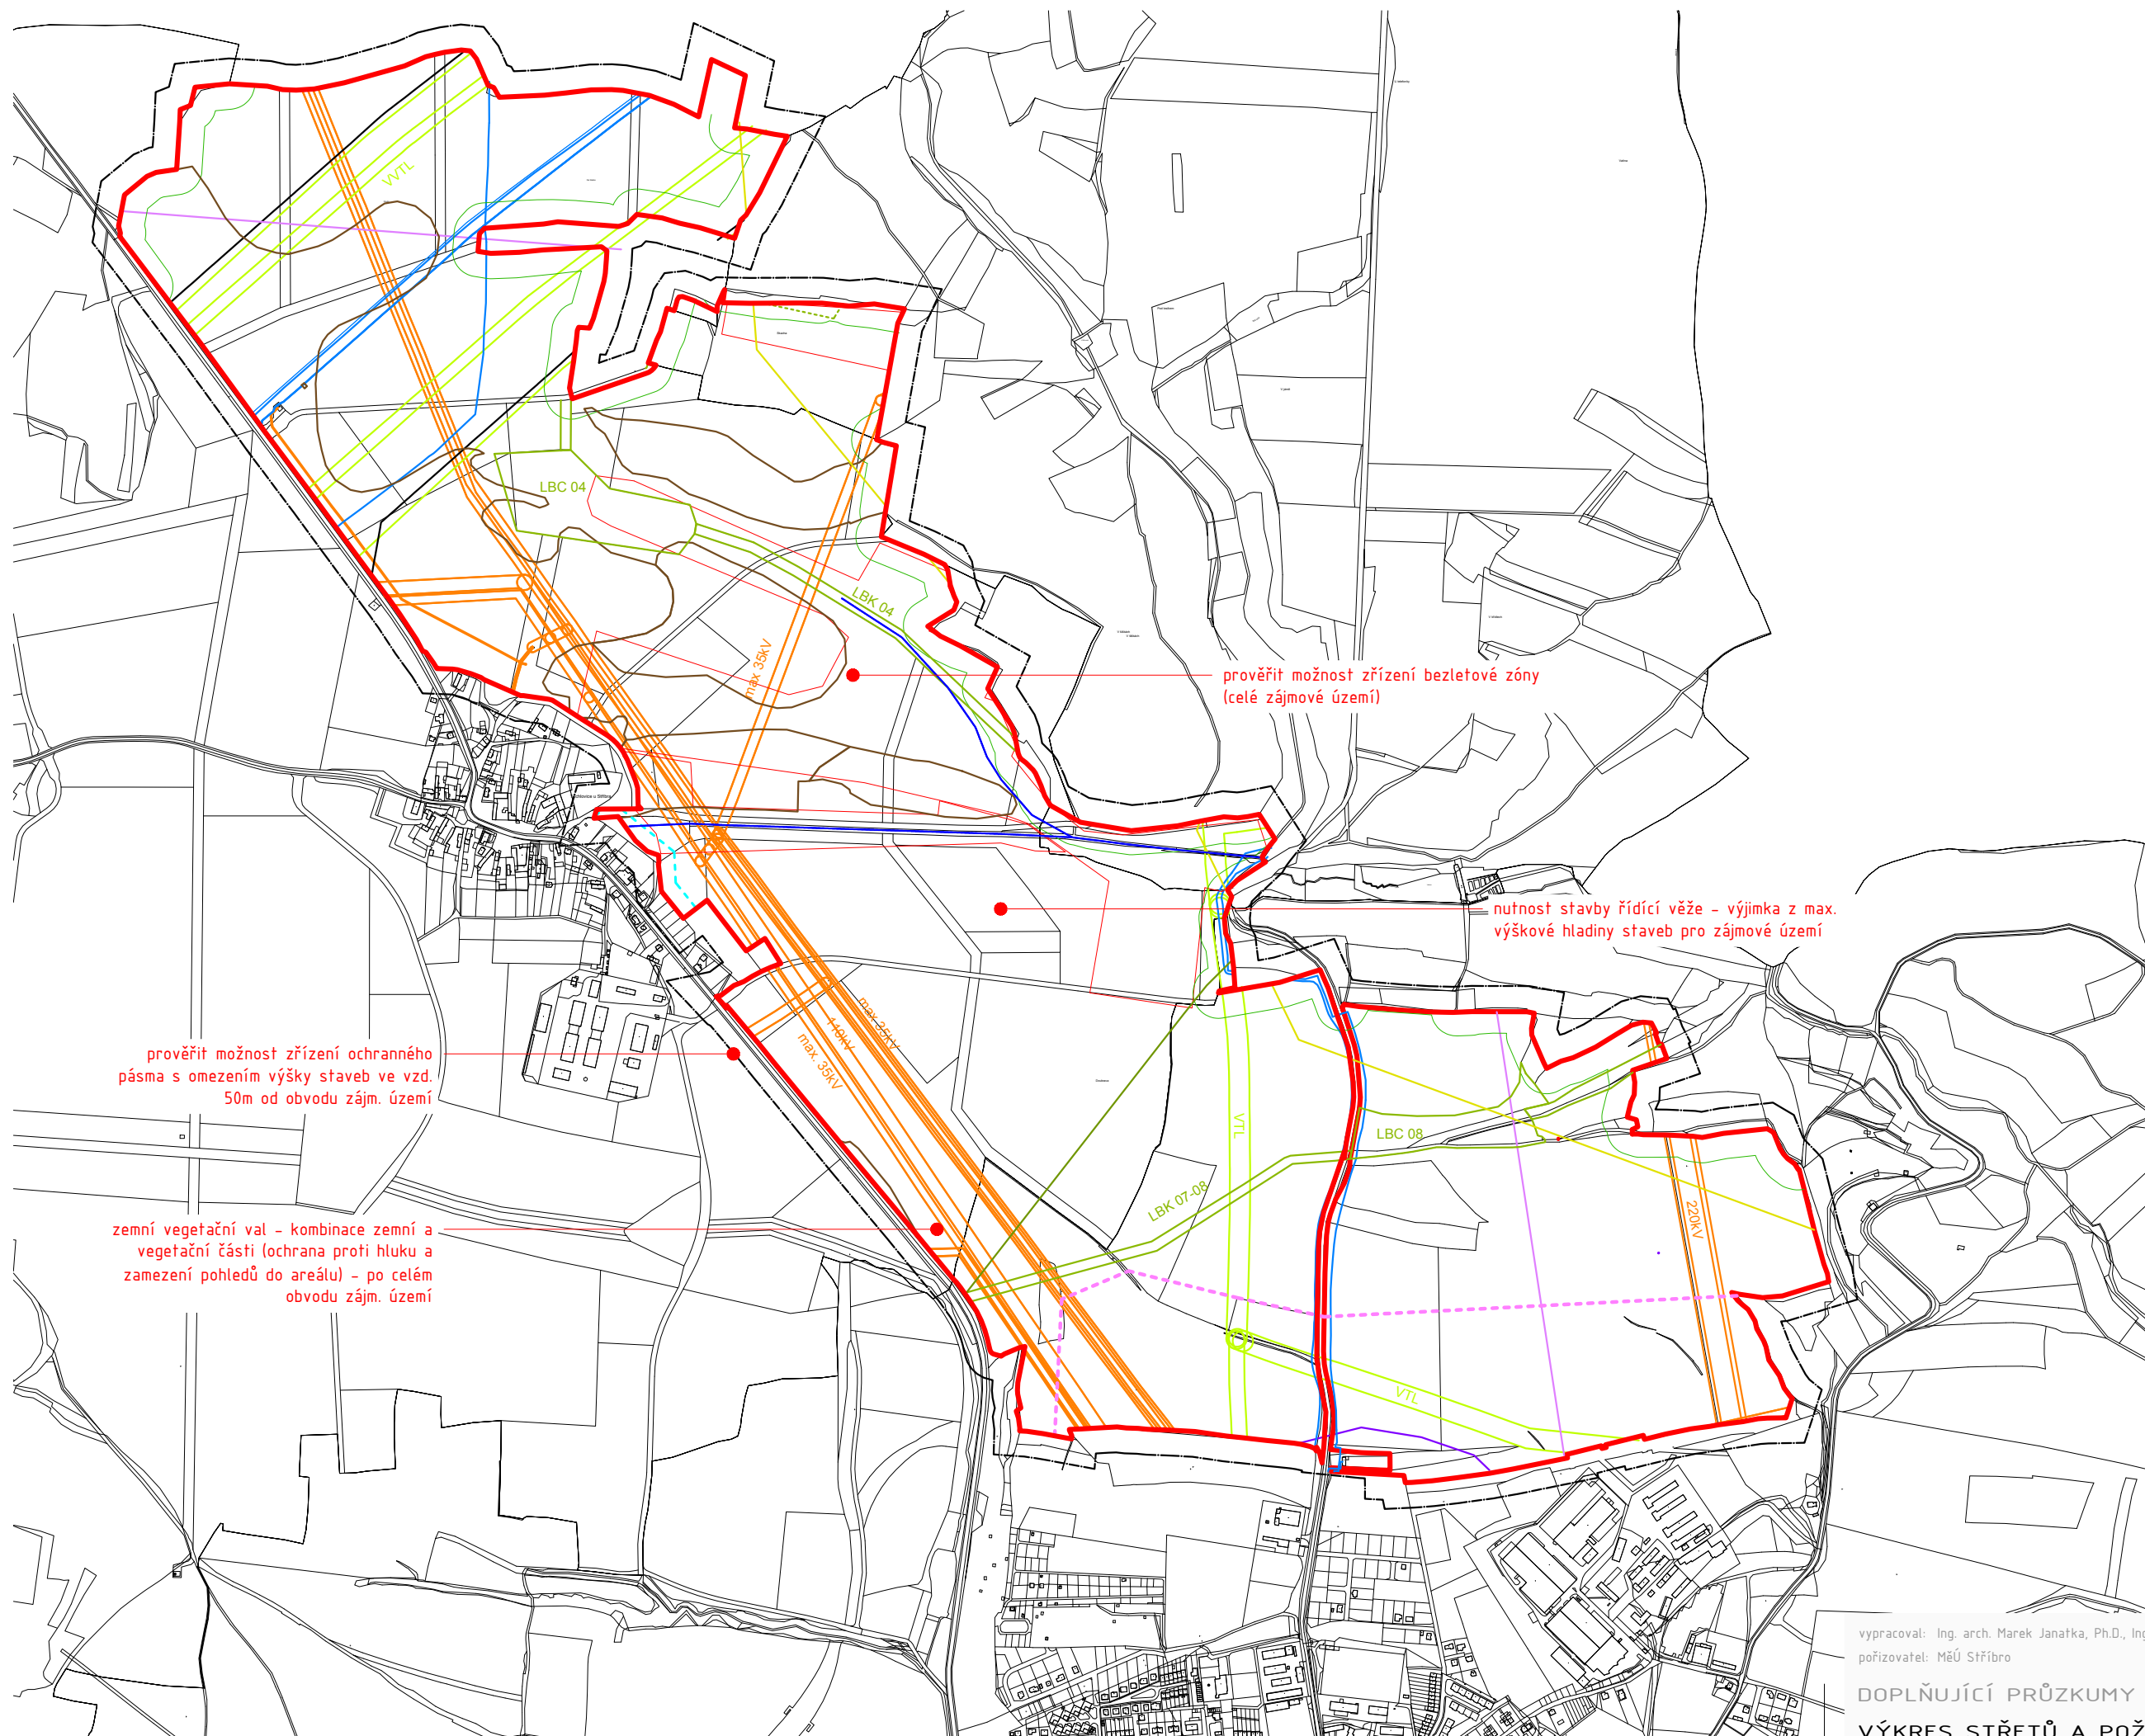 VVTL
LBC 04
LBK 04
max 35kV
prověřit možnost zřízení bezletové zóny
(celé zájmové území)
nutnost stavby řídící věže – výjimka z max.
výškové hladiny staveb pro zájmové území
max 35kV
110kV
max. 35kV
prověřit možnost zřízení ochranného
pásma s omezením výšky staveb ve vzd.
50m od obvodu zájm. území
VTL
LBC 08
LBK 07-08
220kV
zemní vegetační val – kombinace zemní a
vegetační části (ochrana proti hluku a
zamezení pohledů do areálu) – po celém
obvodu zájm. území
VTL
vypracoval: Ing. arch. Marek Janatka, Ph.D., Ing
pořizovatel: MěÚ Stříbro
DOPLŇUJÍCÍ PRŮZKUMY
VÝKRES STŘETŮ A POŽ